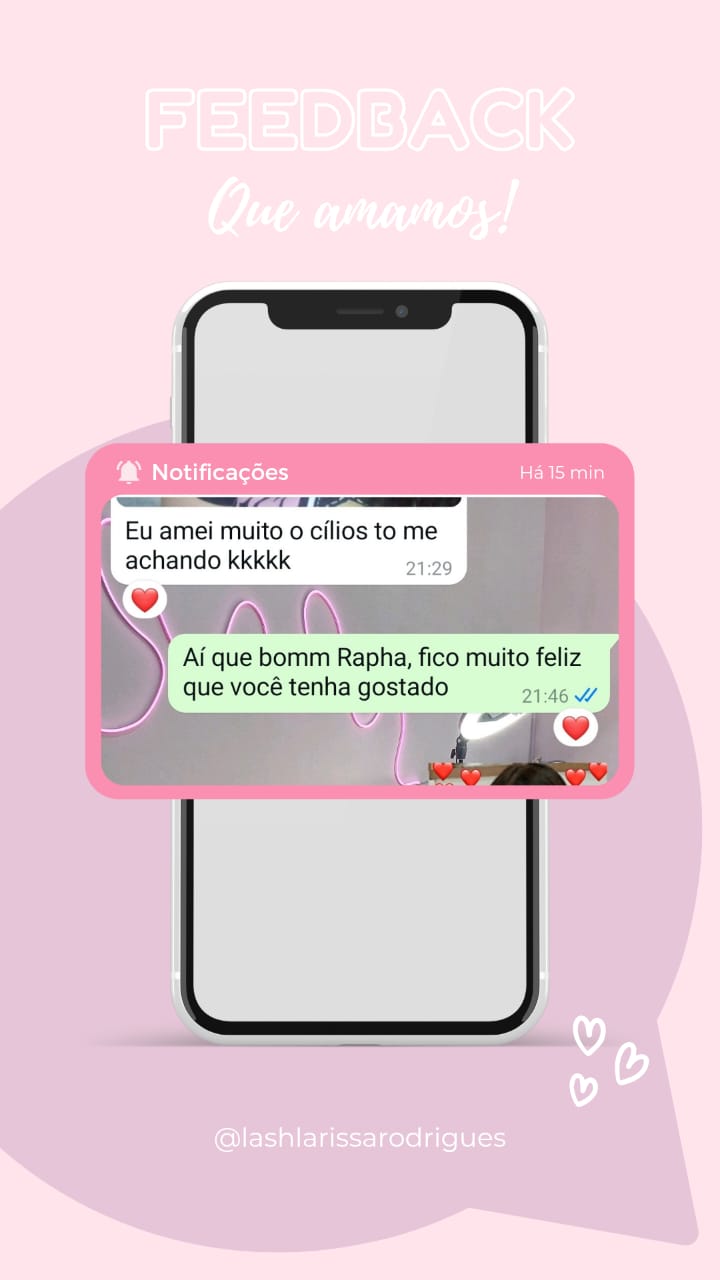 FEEDBACK
Que amamos!
Notificações
Há 15 min
Eu amei muito o cílios to me
achando kkkkk
21:29
Aí que bomm Rapha, fico muito feliz
que você tenha gostado
21:46
@lashlarissarodrigues